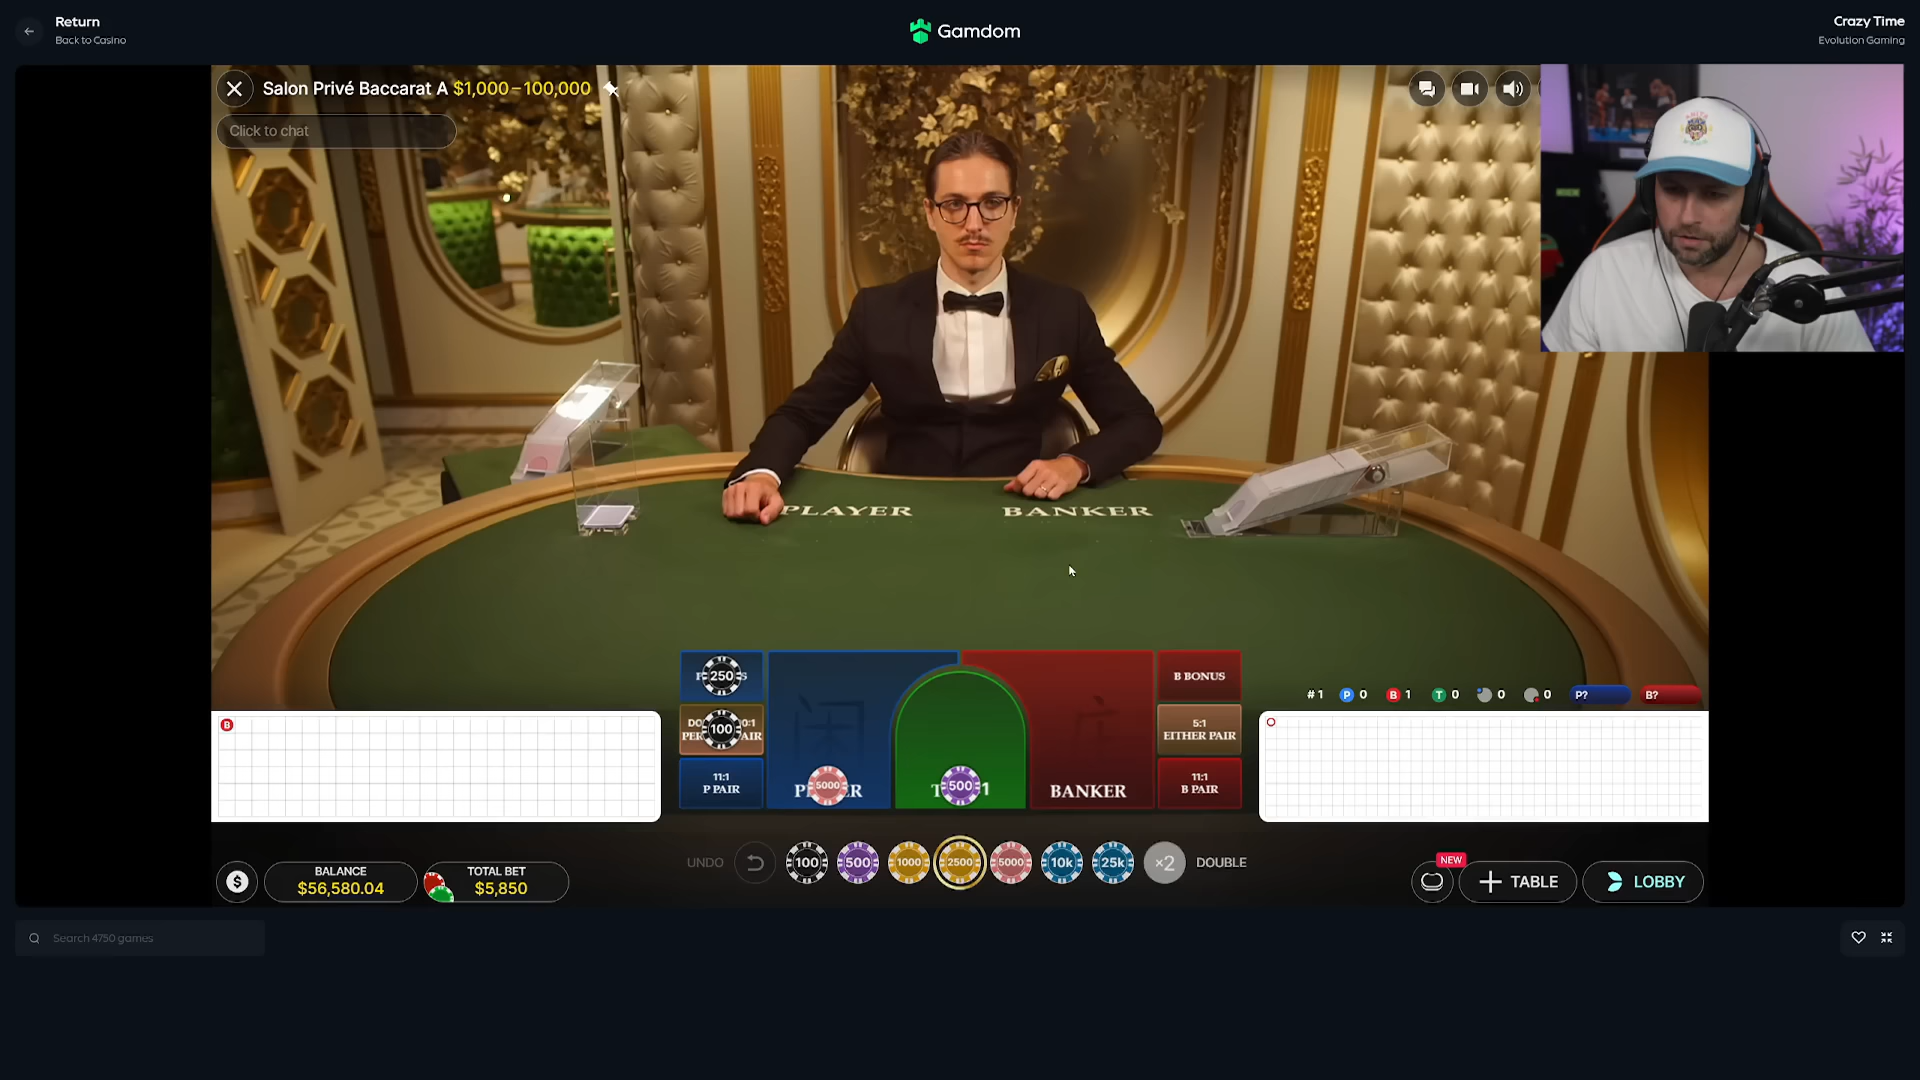 Return
Back to Casino
Gamdom
Crazy Time
Evolution Gaming
Salon Privé Baccarat A $1,000–100,000
Click to chat
PLAYER
BANKER
#1 P 0 B 1 T 0 0 0 P? B?
B
250
B BONUS
100
5:1
EITHER PAIR
11:1
P PAIR
5000
500
BANKER
11:1
B PAIR
UNDO 100 500 1000 2500 5000 10k 25k ×2 DOUBLE
$
BALANCE
$56,580.04
TOTAL BET
$5,850
NEW
TABLE
LOBBY
Search 4750 games